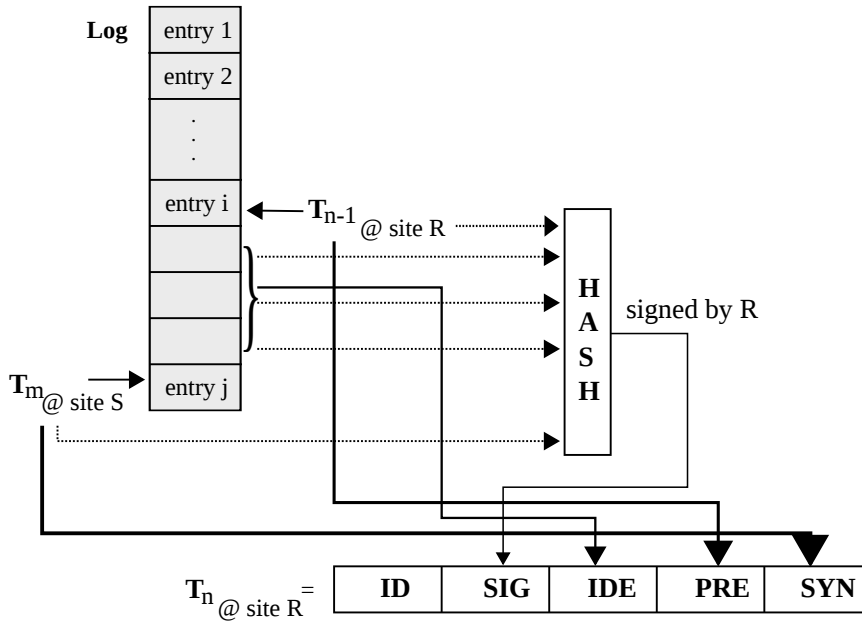 Log
entry 1
entry 2
.
.
.
entry i
Tn-1 @ site R
H
A
S
H
signed by R
entry j
Tm @ site S
Tn @ site R =
ID SIG IDE PRE SYN